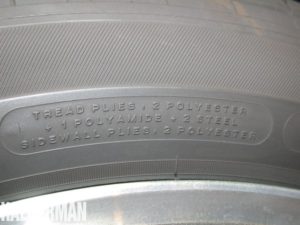 TREAD PLIES. 2 POLYESTER
+ 1 POLYAMIDE + 2 STEEL
SIDEWALL PLIES. 2 POLYESTER